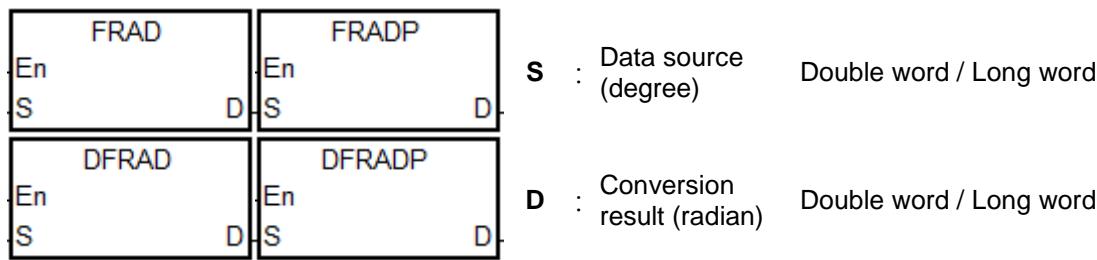 FRAD FRADP
En En
S D S D
S : Data source (degree) Double word / Long word
DFRAD DFRADP
En En
S D S D
D : Conversion result (radian) Double word / Long word